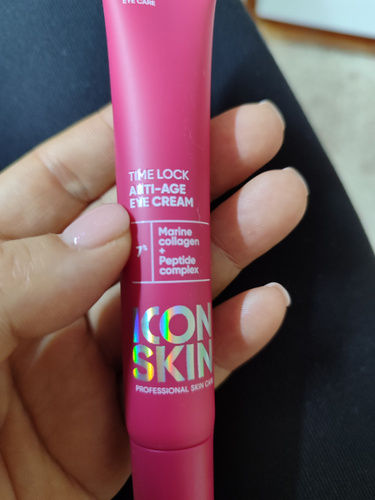 EYE CARE
TIME LOCK
ANTI-AGE
EYE CREAM
7%
Marine
collagen
+
Peptide
complex
ICON
SKIN
PROFESSIONAL SKIN CARE